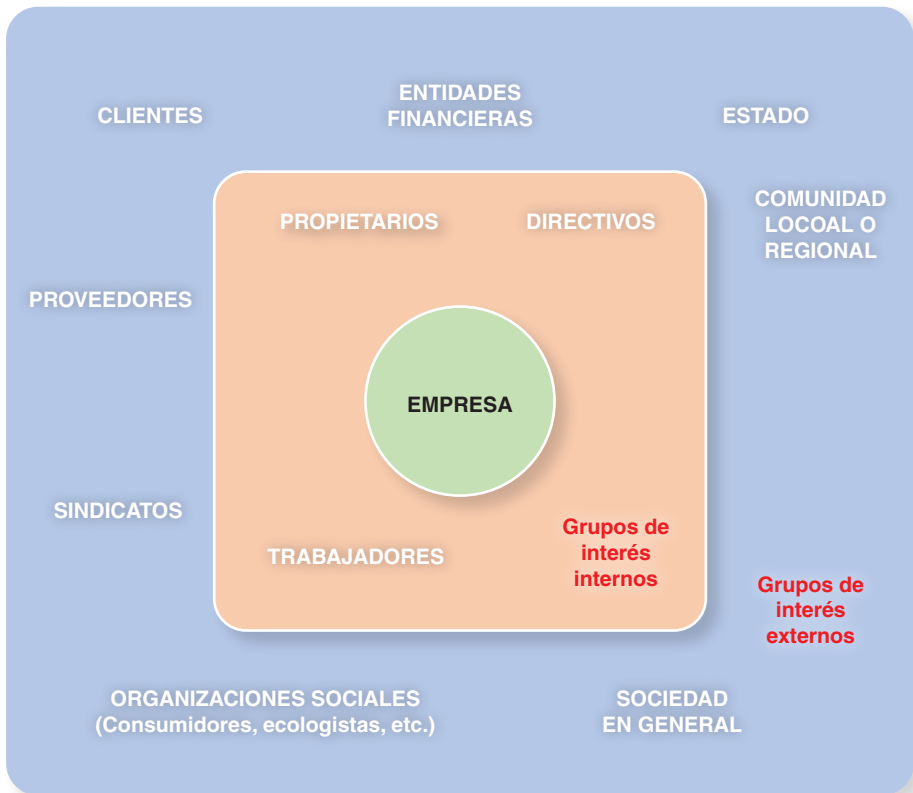 CLIENTES
ENTIDADES
FINANCIERAS
ESTADO
COMUNIDAD
LOCOAL O
REGIONAL
PROPIETARIOS
DIRECTIVOS
PROVEEDORES
EMPRESA
SINDICATOS
TRABAJADORES
Grupos de
interés
internos
Grupos de
interés
externos
ORGANIZACIONES SOCIALES
(Consumidores, ecologistas, etc.)
SOCIEDAD
EN GENERAL